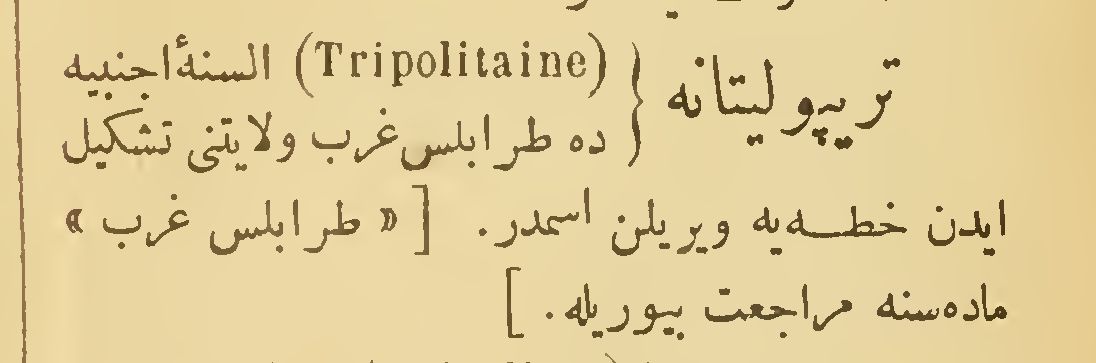 تریپولیتانه { (Tripolitaine) السنهٔ اجنبیه
ده طرابلس غرب ولایتنی تشکیل
ایدن خطــه‌یه ویریلن اسمدر. [« طرابلس غرب »
ماده‌سنه مراجعت بیوریله. ]